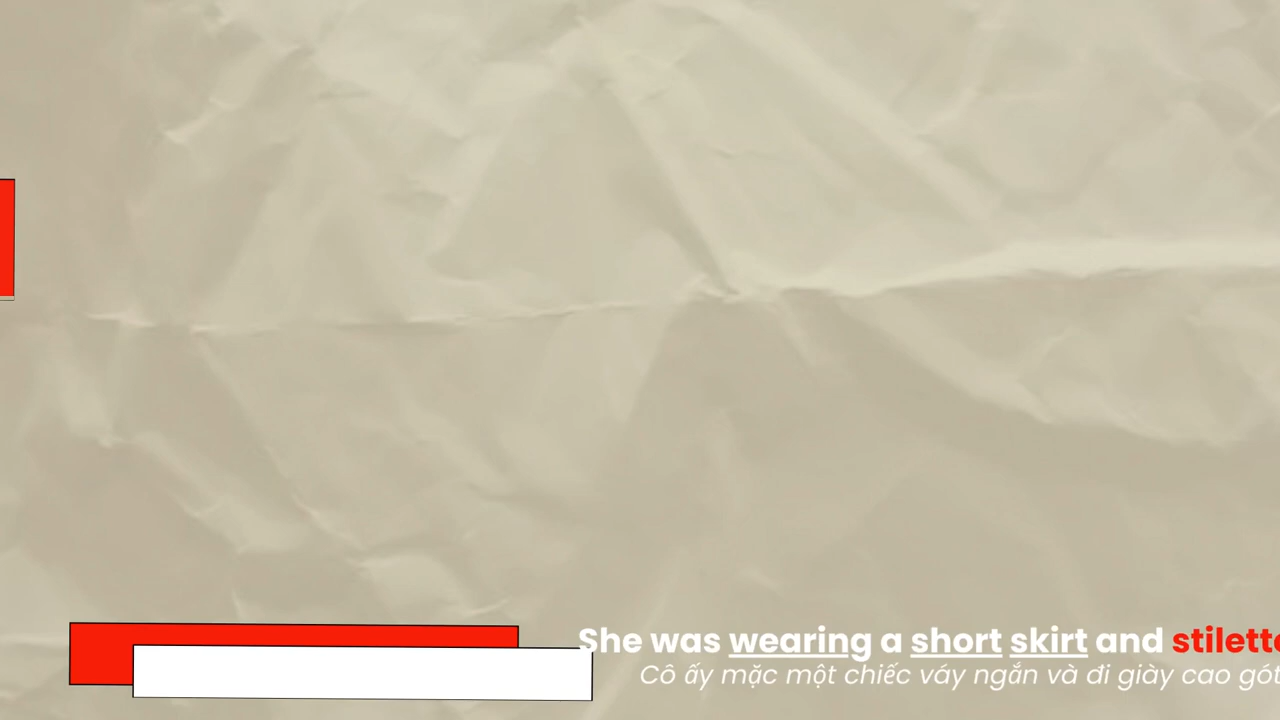 She was wearing a short skirt and
Cô ấy mặc một chiếc váy ngắn và đi giày cao gót